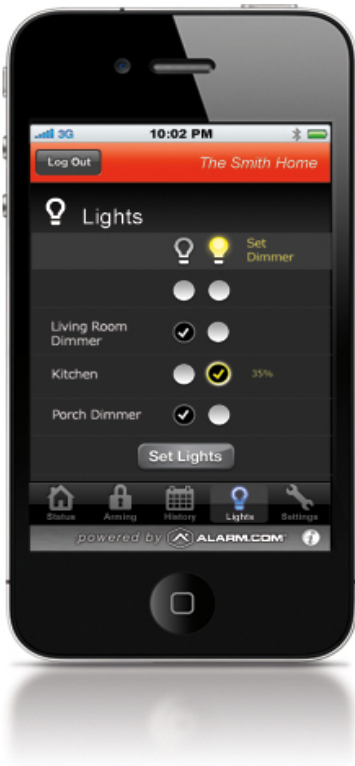 3G 10:02 PM
Log Out The Smith Home
Lights
Set
Dimmer
Living Room
Dimmer
Kitchen 35%
Porch Dimmer
Set Lights
Status Arming History Lights Settings
powered by ALARM.COM